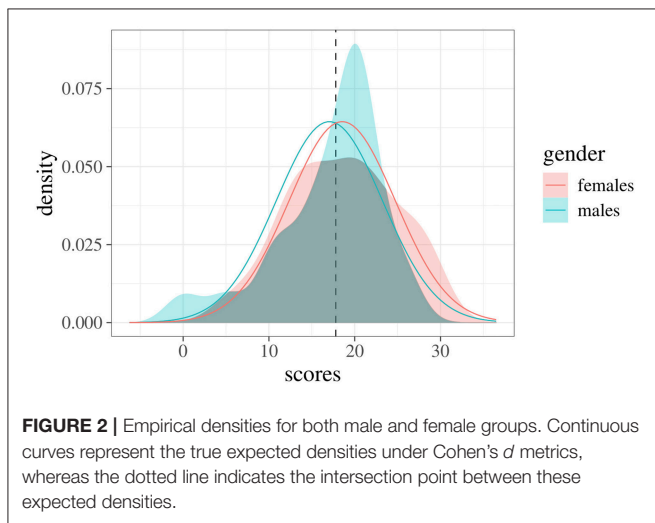 0.075
0.050
0.025
0.000
density
0
10
20
30
scores
gender
females
males
FIGURE 2 | Empirical densities for both male and female groups. Continuous
curves represent the true expected densities under Cohen's d metrics,
whereas the dotted line indicates the intersection point between these
expected densities.